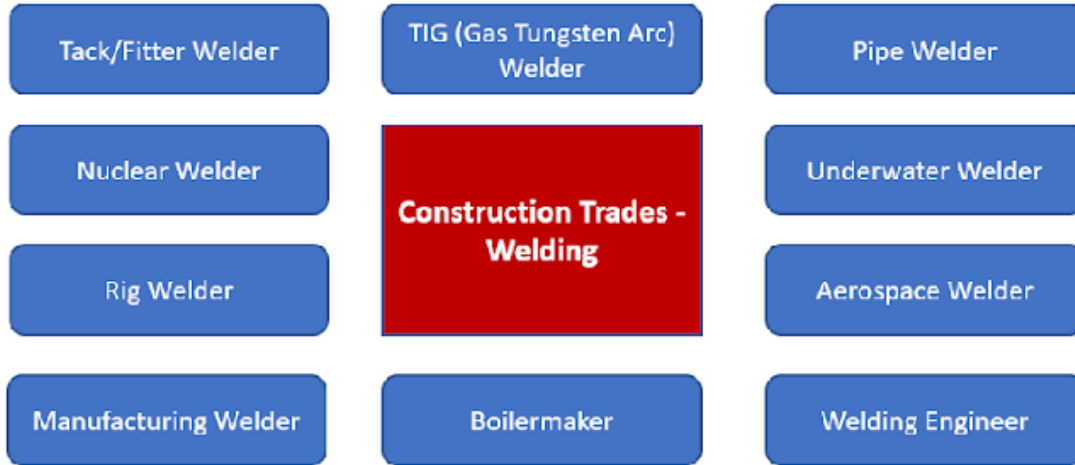 Tack/Fitter Welder
TIG (Gas Tungsten Arc)
Welder
Pipe Welder
Nuclear Welder
Construction Trades -
Welding
Underwater Welder
Rig Welder
Aerospace Welder
Manufacturing Welder
Boilermaker
Welding Engineer